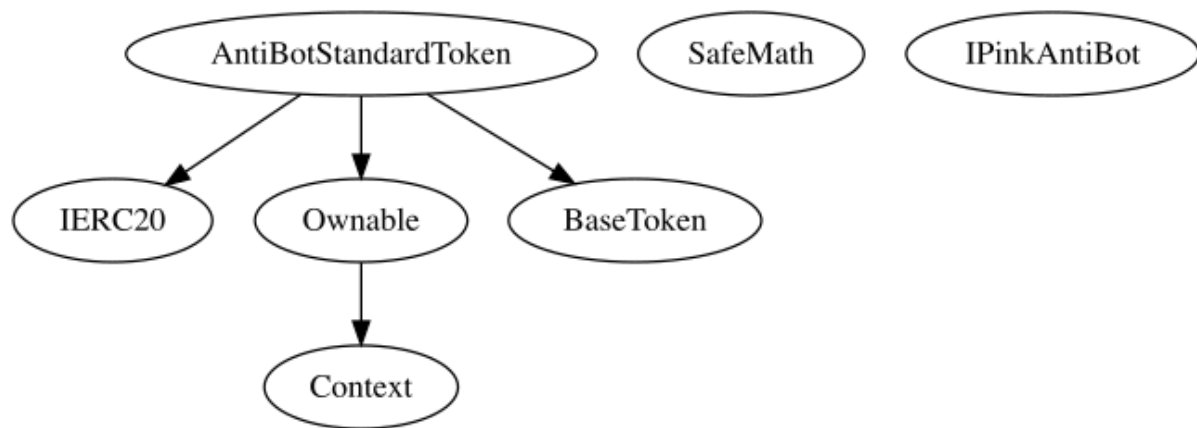 AntiBotStandardToken
SafeMath
IPinkAntiBot
IERC20
Ownable
BaseToken
Context